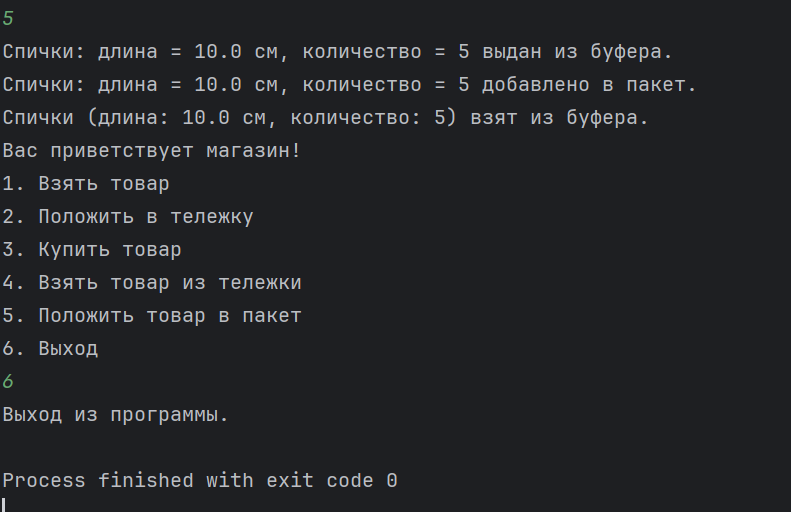 5
Спички: длина = 10.0 см, количество = 5 выдан из буфера.
Спички: длина = 10.0 см, количество = 5 добавлено в пакет.
Спички (длина: 10.0 см, количество: 5) взят из буфера.
Вас приветствует магазин!
1. Взять товар
2. Положить в тележку
3. Купить товар
4. Взять товар из тележки
5. Положить товар в пакет
6. Выход
6
Выход из программы.
Process finished with exit code 0